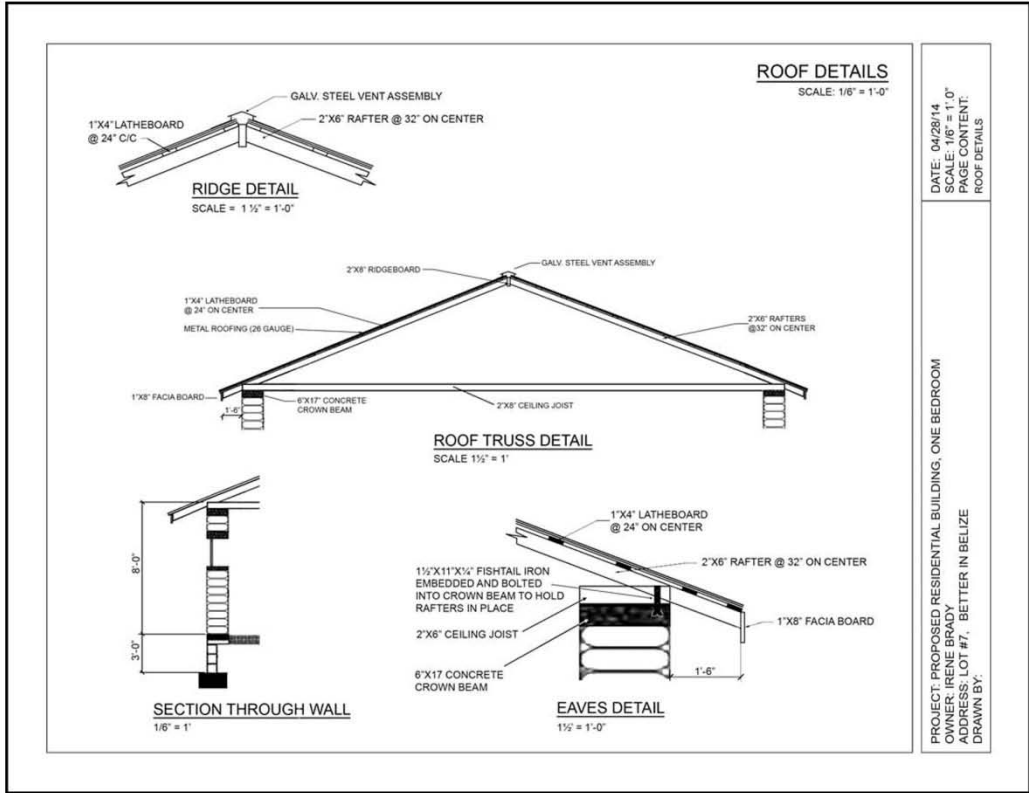 ROOF DETAILS
SCALE: 1/6" = 1'-0"
GALV. STEEL VENT ASSEMBLY
1"X4" LATHEBOARD
@ 24" C/C
2"X6" RAFTER @ 32" ON CENTER
RIDGE DETAIL
SCALE = 1 ½" = 1'-0"
2"X8" RIDGEBOARD
GALV. STEEL VENT ASSEMBLY
1"X4" LATHEBOARD
@ 24" ON CENTER
METAL ROOFING (26 GAUGE)
2"X6" RAFTERS
@32" ON CENTER
1"X8" FACIA BOARD
1'-6"
6"X17" CONCRETE
CROWN BEAM
2"X8" CEILING JOIST
ROOF TRUSS DETAIL
SCALE 1½" = 1'
8'-0"
3'-0"
SECTION THROUGH WALL
1/6" = 1'
1"X4" LATHEBOARD
@ 24" ON CENTER
2"X6" RAFTER @ 32" ON CENTER
1½"X11"X¼" FISHTAIL IRON
EMBEDDED AND BOLTED
INTO CROWN BEAM TO HOLD
RAFTERS IN PLACE
2"X6" CEILING JOIST
6"X17 CONCRETE
CROWN BEAM
1"X8" FACIA BOARD
1'-6"
EAVES DETAIL
1½' = 1'-0"
DATE: 04/28/14
SCALE: 1/6" = 1',0"
PAGE CONTENT:
ROOF DETAILS
PROJECT: PROPOSED RESIDENTIAL BUILDING, ONE BEDROOM
OWNER: IRENE BRADY
ADDRESS: LOT #7, BETTER IN BELIZE
DRAWN BY: